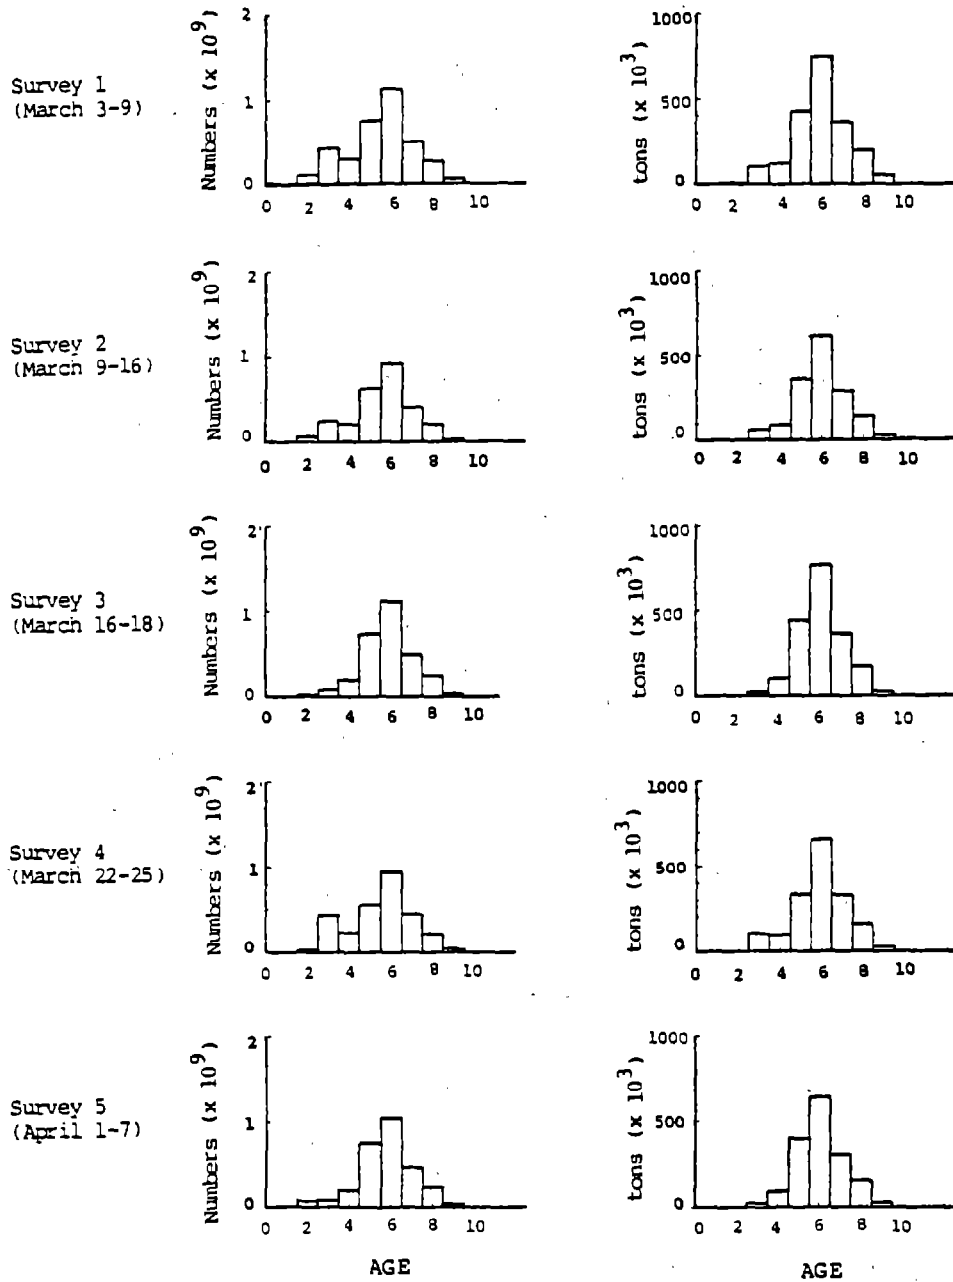 Survey 1
(March 3-9)
Numbers (x 10^9)
2
1
0
0 2 4 6 8 10
tons (x 10^3)
1000
500
0
0 2 4 6 8 10
Survey 2
(March 9-16)
Numbers (x 10^9)
2
1
0
0 2 4 6 8 10
tons (x 10^3)
1000
500
0
0 2 4 6 8 10
Survey 3
(March 16-18)
Numbers (x 10^9)
2
1
0
0 2 4 6 8 10
tons (x 10^3)
1000
500
0
0 2 4 6 8 10
Survey 4
(March 22-25)
Numbers (x 10^9)
2
1
0
0 2 4 6 8 10
tons (x 10^3)
1000
500
0
0 2 4 6 8 10
Survey 5
(April 1-7)
Numbers (x 10^9)
2
1
0
0 2 4 6 8 10
AGE
tons (x 10^3)
1000
500
0
0 2 4 6 8 10
AGE